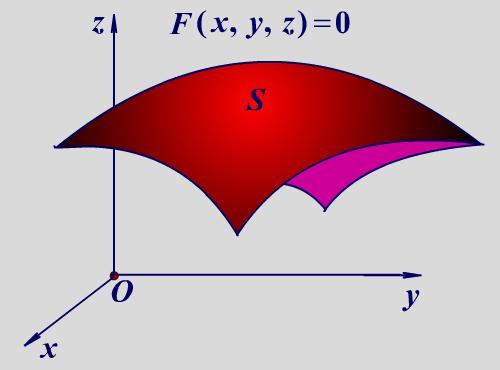 z
F(x, y, z)=0
S
O
y
x